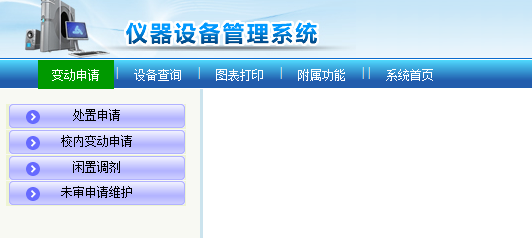 仪器设备管理系统
变动申请 设备查询 图表打印 附属功能 系统首页
处置申请
校内变动申请
闲置调剂
未审申请维护